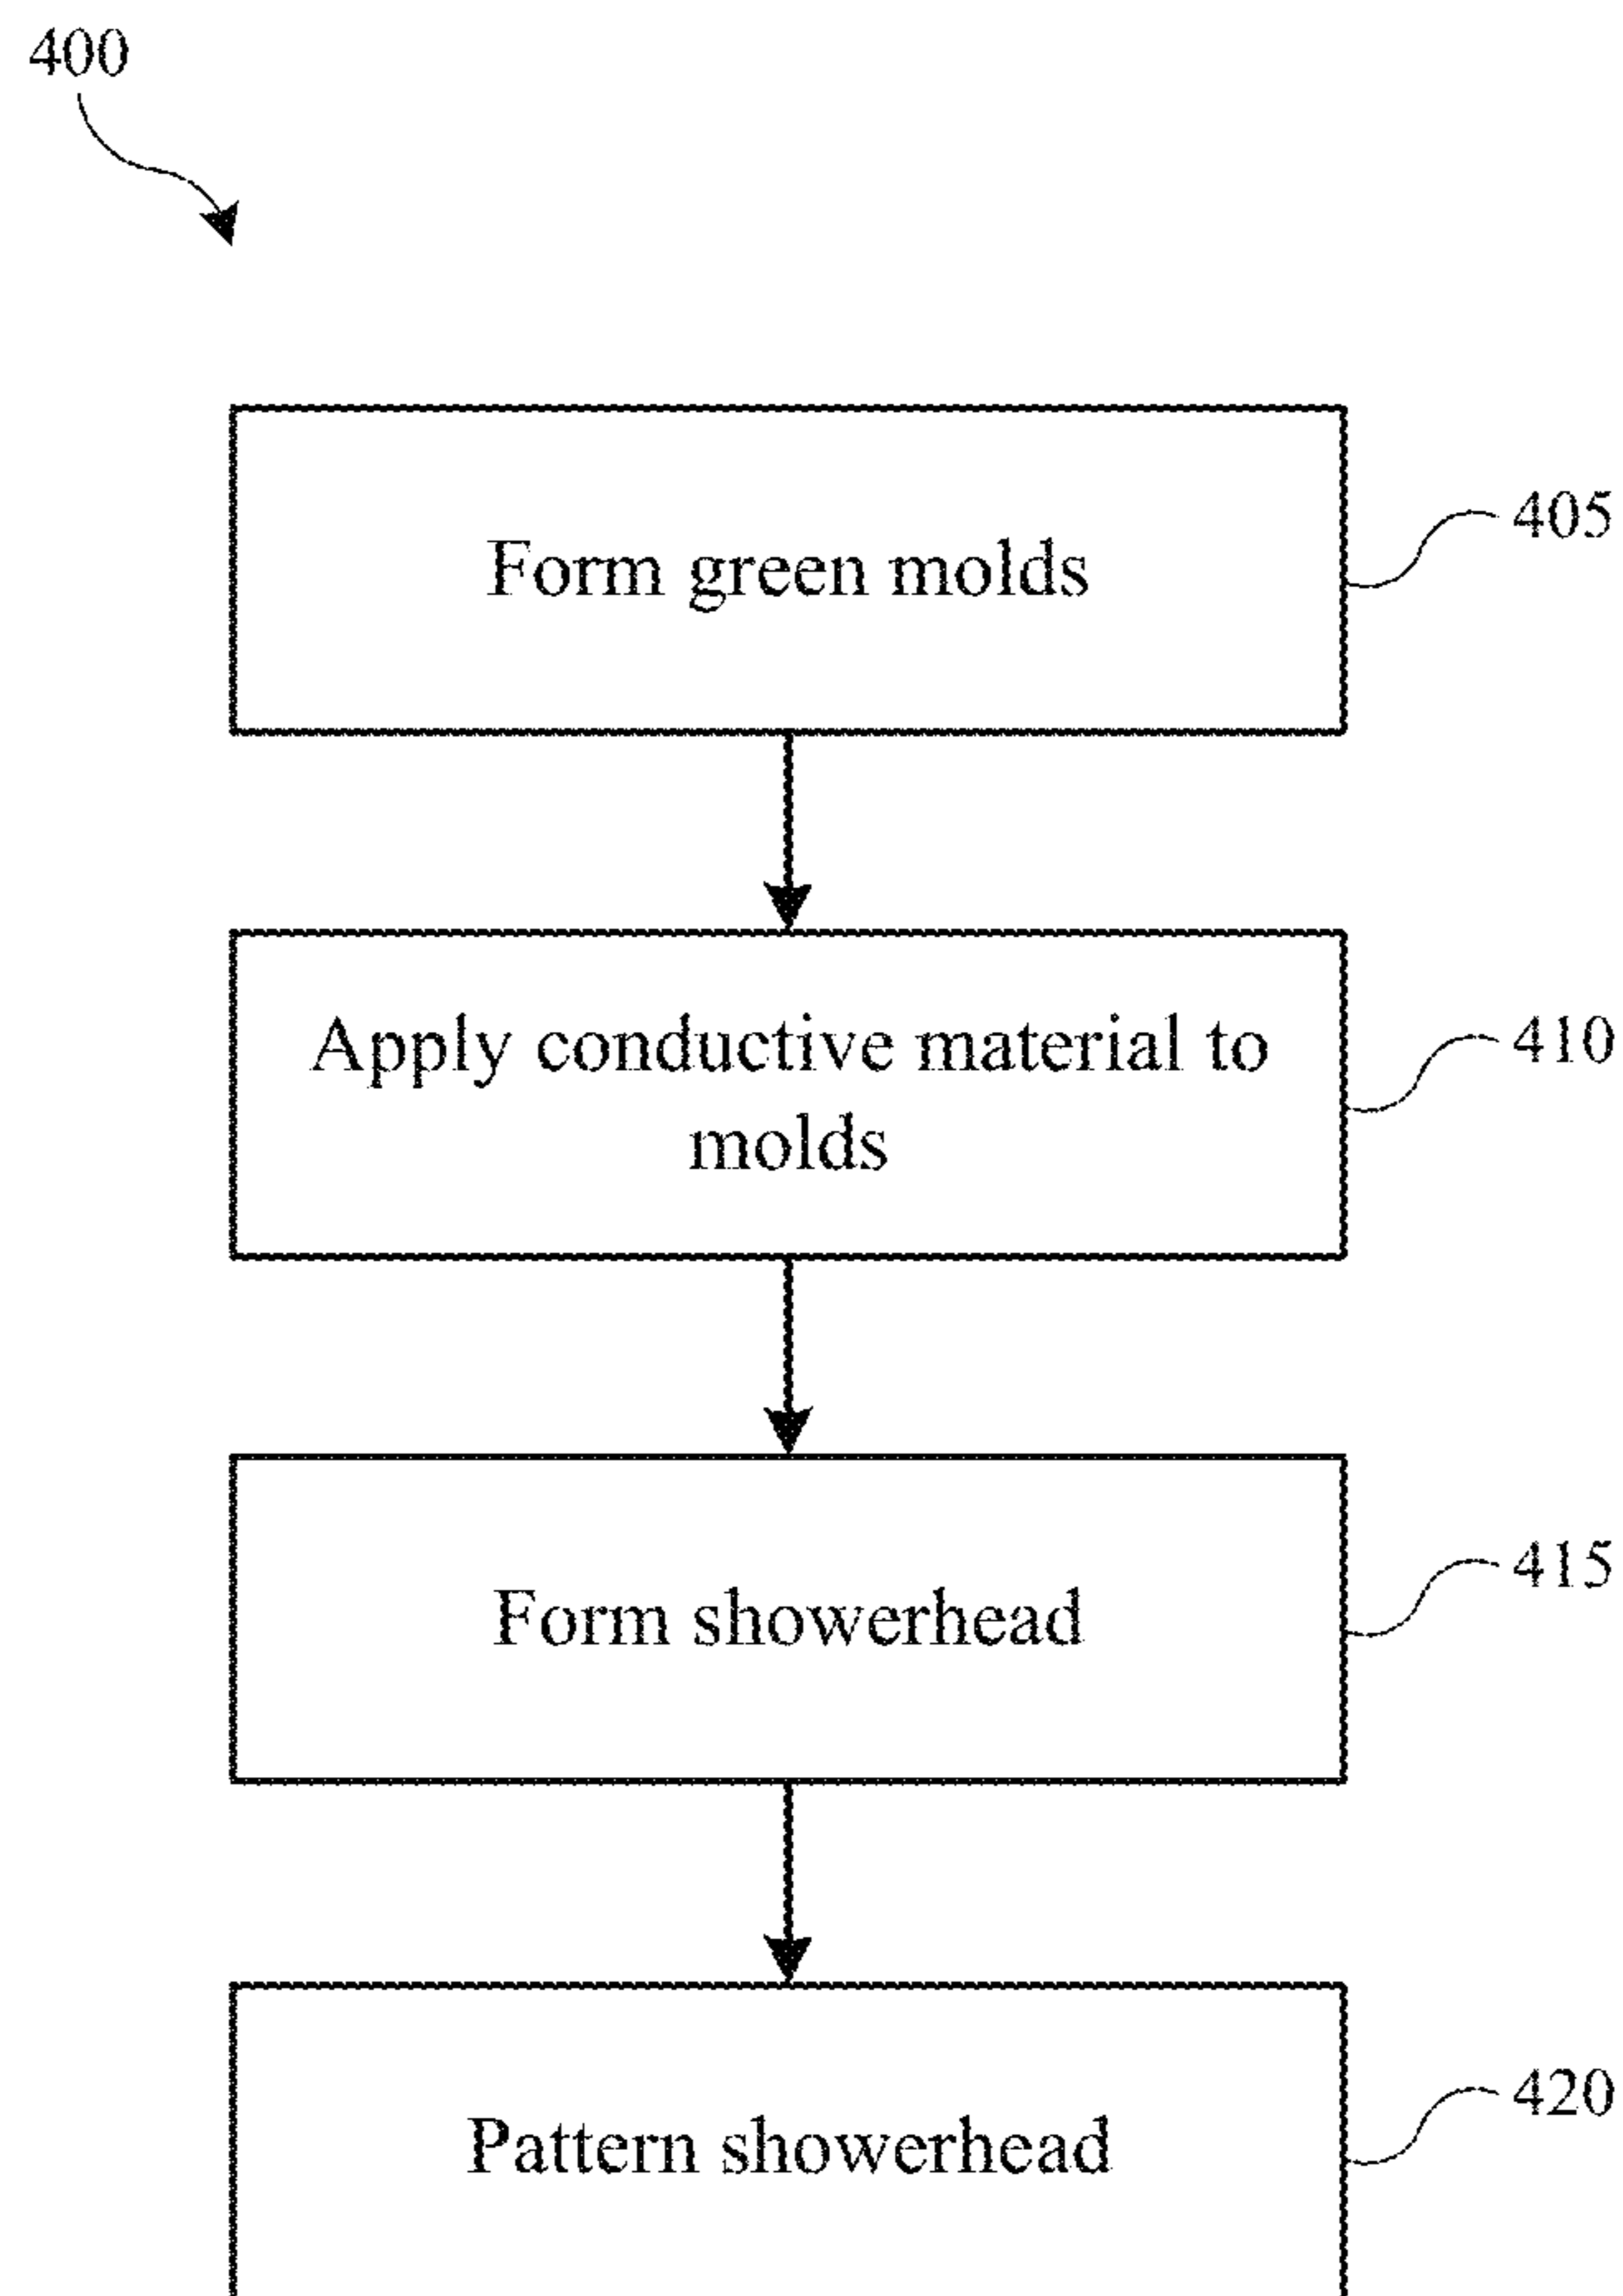 400
Form green molds
405
Apply conductive material to
molds
410
Form showerhead
415
Pattern showerhead
420